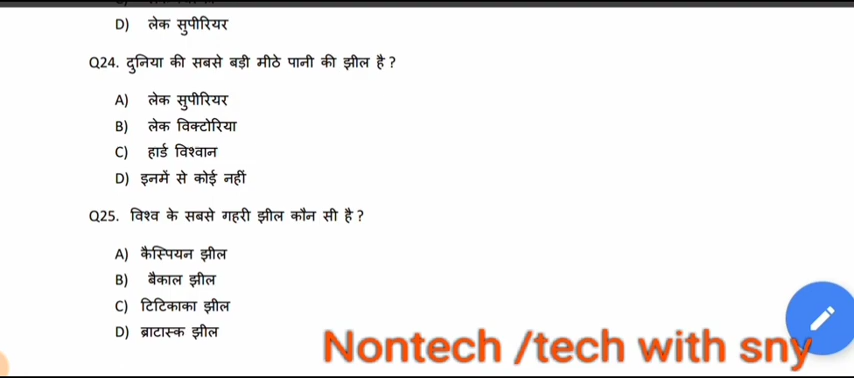 D) लेक सुपीरियर
Q24. दुनिया की सबसे बड़ी मीठे पानी की झील है ?
A) लेक सुपीरियर
B) लेक विक्टोरिया
C) हार्ड विश्वान
D) इनमें से कोई नहीं
Q25. विश्व के सबसे गहरी झील कौन सी है ?
A) कैस्पियन झील
B) बैकाल झील
C) टिटिकाका झील
D) ब्राटास्क झील
Nontech /tech with sny